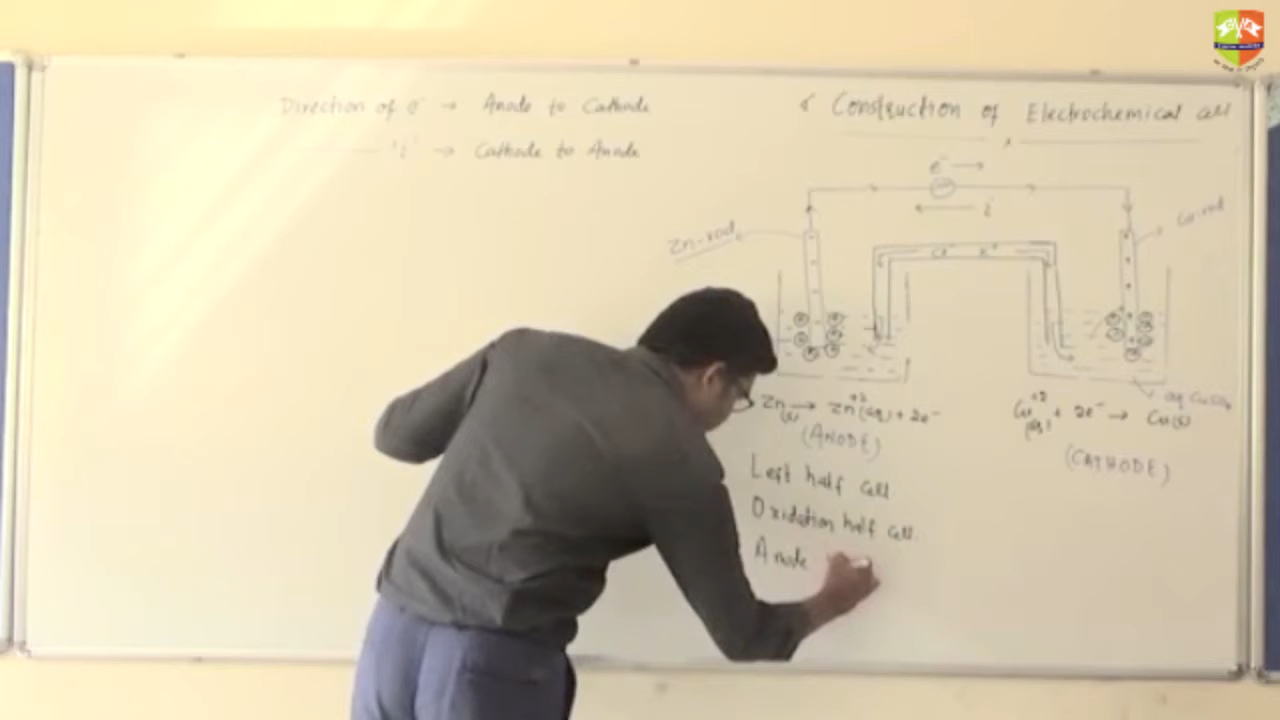 Direction of e⁻ → Anode to Cathode
"i" → Cathode to Anode
Construction of Electrochemical cell
e⁻ →
← i
Zn-rod
Cu-rod
Cl⁻ K⁺
aq CuSO₄
Zn(s) → Zn⁺²(aq) + 2e⁻
(ANODE)
Cu⁺²(aq) + 2e⁻ → Cu(s)
(CATHODE)
Left half cell
Oxidation half cell.
Anode